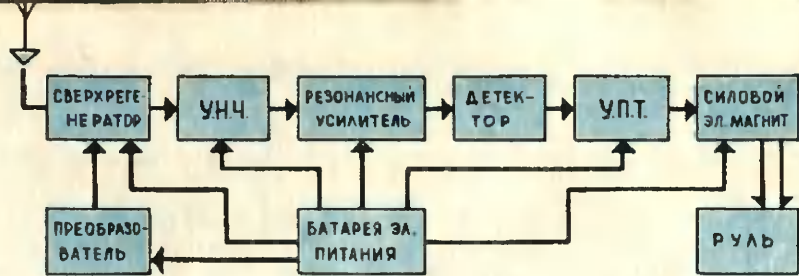 СВЕРХРЕГЕ-
НЕРАТОР
У.Н.Ч.
РЕЗОНАНСНЫЙ
УСИЛИТЕЛЬ
ДЕТЕК-
ТОР
У.П.Т.
СИЛОВОЙ
ЭЛ. МАГНИТ
ПРЕОБРАЗО-
ВАТЕЛЬ
БАТАРЕЯ ЭЛ.
ПИТАНИЯ
РУЛЬ